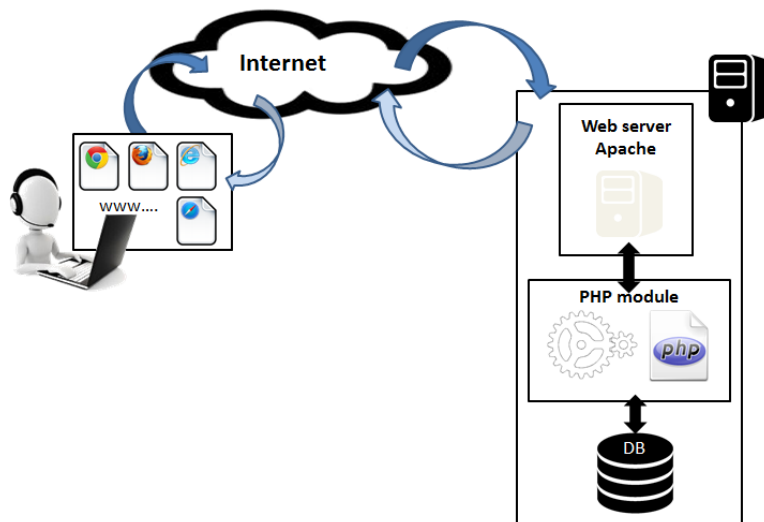 Internet
Web server
Apache
www....
PHP module
php
DB